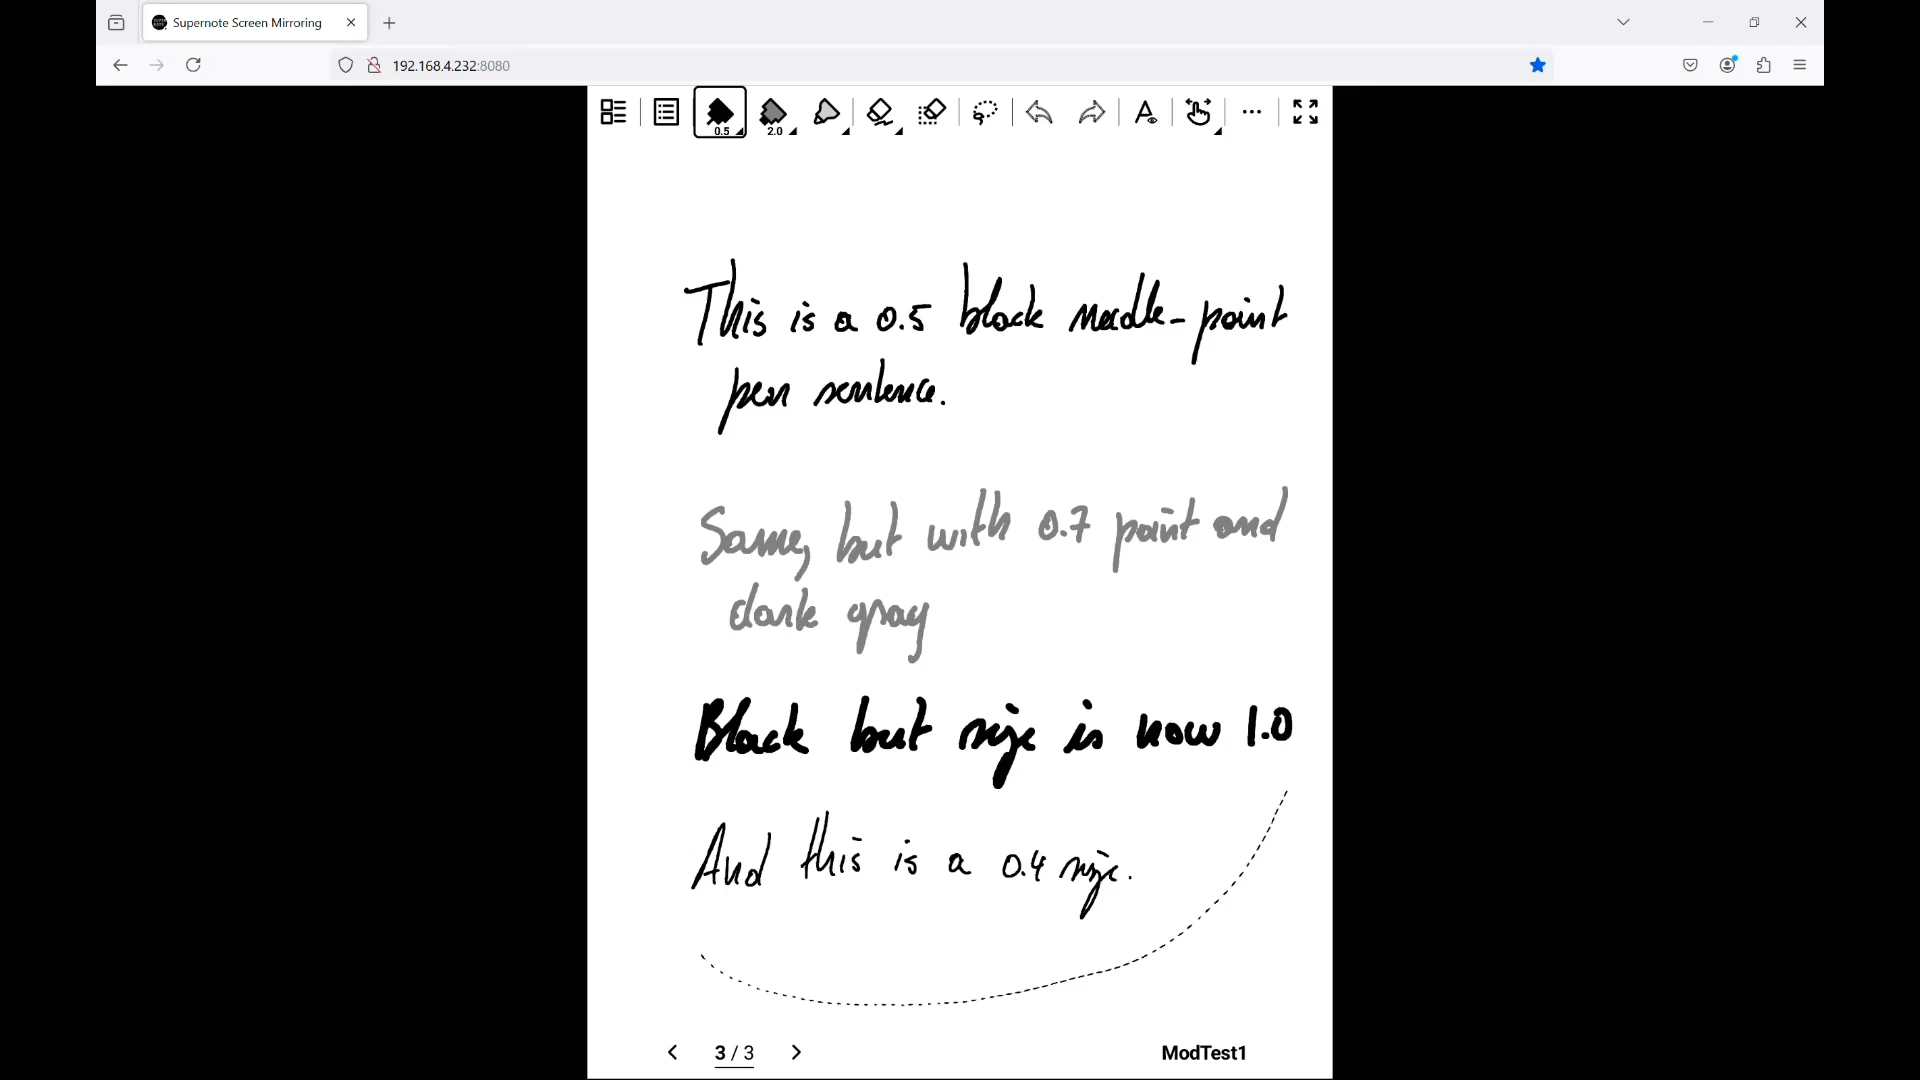 Supernote Screen Mirroring
192.168.4.232:8080
0.5 2.0
This is a 0.5 black needle-point
pen sentence.
Same, but with 0.7 point and
dark gray
Black but size is now 1.0
And this is a 0.4 size.
3 / 3
ModTest1